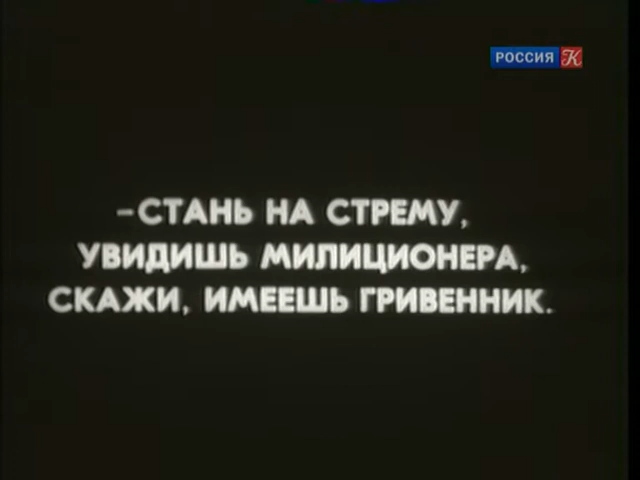 РОССИЯ К
–СТАНЬ НА СТРЕМУ,
УВИДИШЬ МИЛИЦИОНЕРА,
СКАЖИ, ИМЕЕШЬ ГРИВЕННИК.